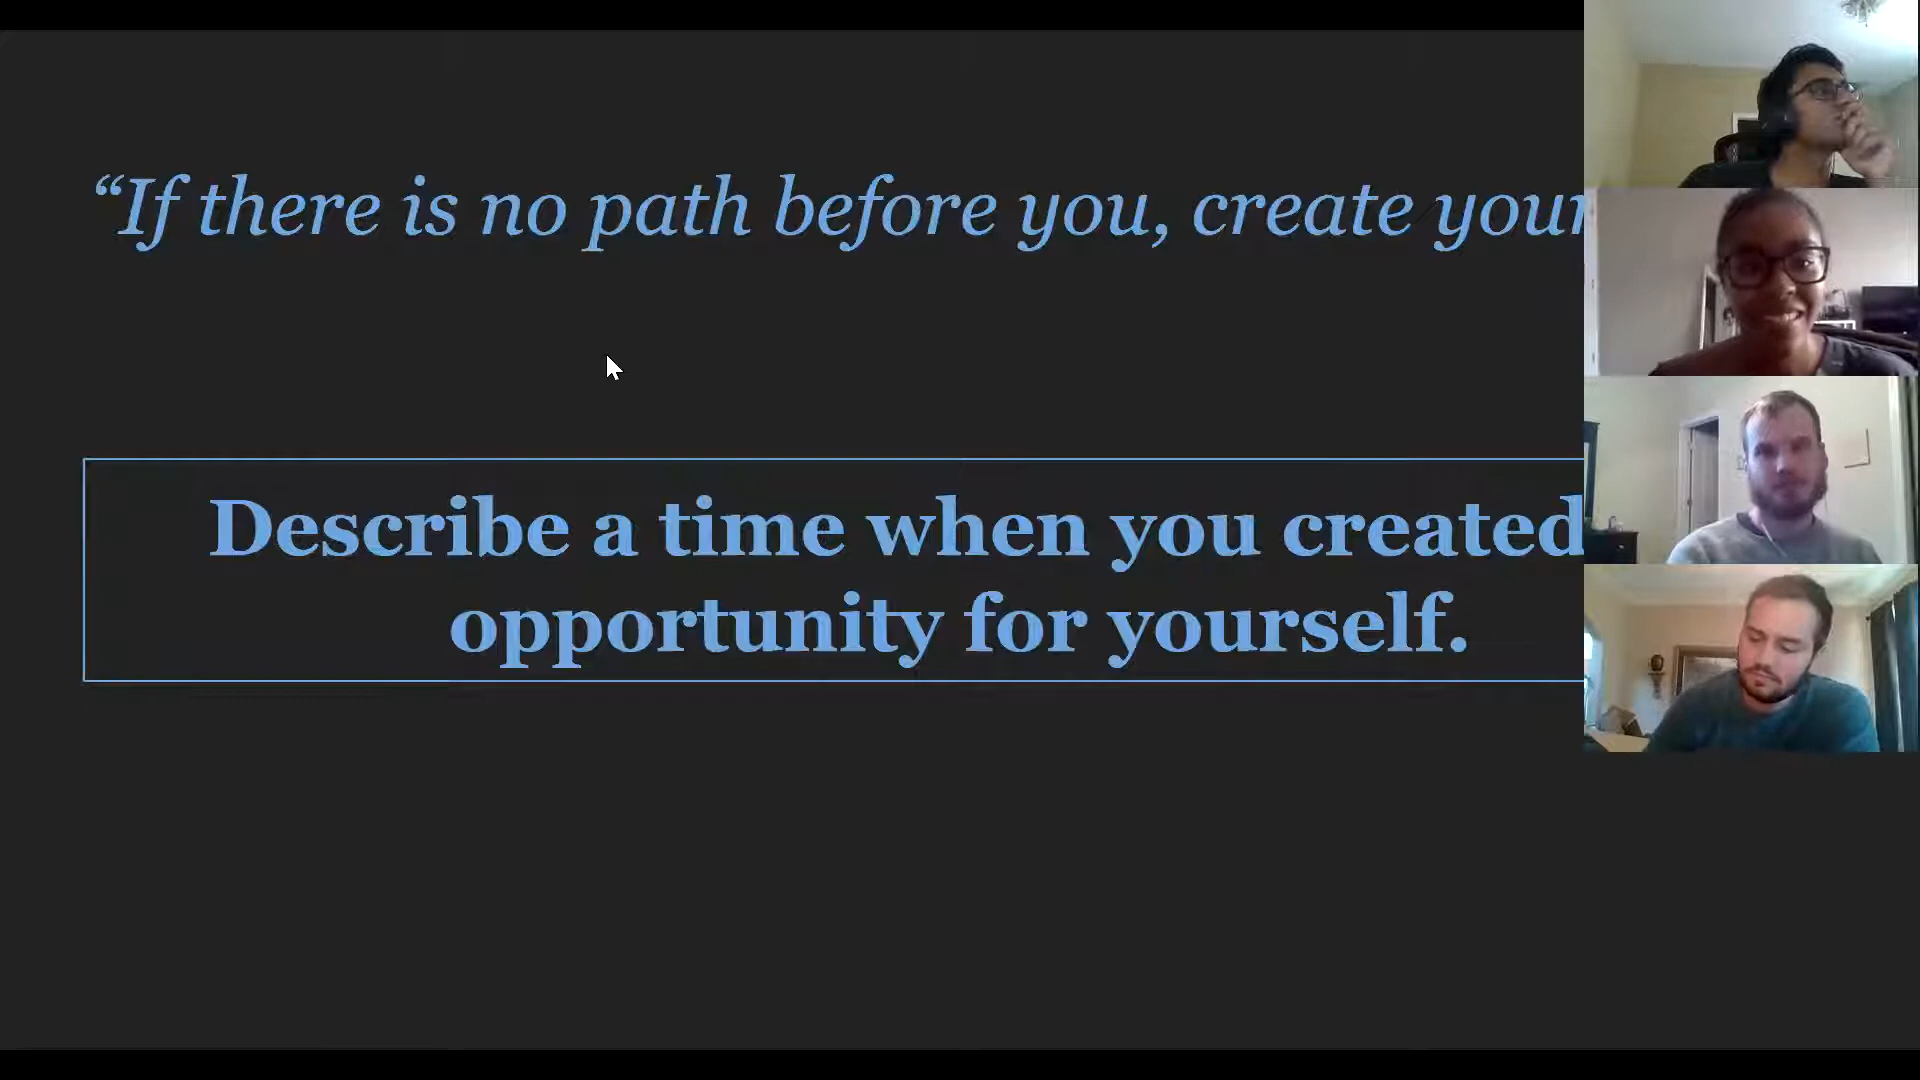 “If there is no path before you, create your
Describe a time when you created
opportunity for yourself.